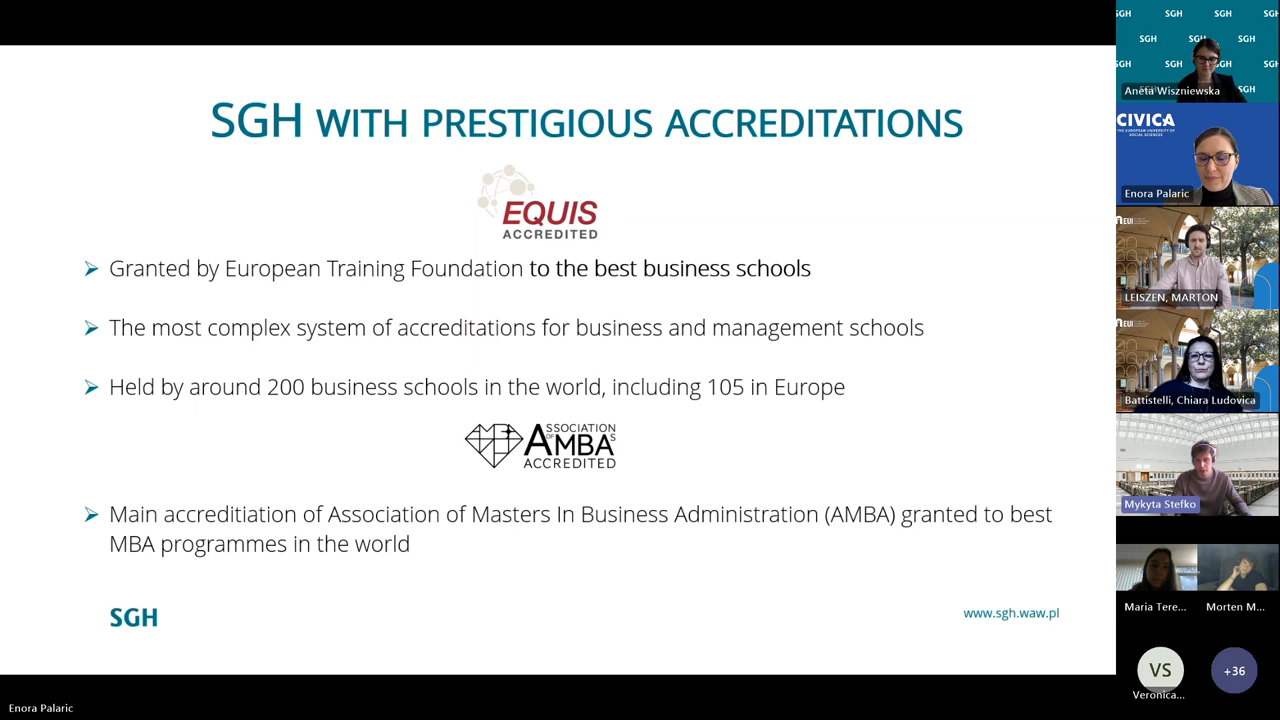 SGH WITH PRESTIGIOUS ACCREDITATIONS
EQUIS
ACCREDITED
Granted by European Training Foundation to the best business schools
The most complex system of accreditations for business and management schools
Held by around 200 business schools in the world, including 105 in Europe
ASSOCIATION
OF MBAs
ACCREDITED
Main accreditiation of Association of Masters In Business Administration (AMBA) granted to best
MBA programmes in the world
SGH
www.sgh.waw.pl
Enora Palaric
SGH SGH SGH SGH
SGH SGH SGH
SGH SGH SGH SGH
SGH
Aneta Wiszniewska
CIVICA
THE EUROPEAN UNIVERSITY OF
SOCIAL SCIENCES
Enora Palaric
EUI
LEISZEN, MARTON
EUI
Battistelli, Chiara Ludovica
Mykyta Stefko
Maria Tere...
Morten M...
VS
Veronica...
+36